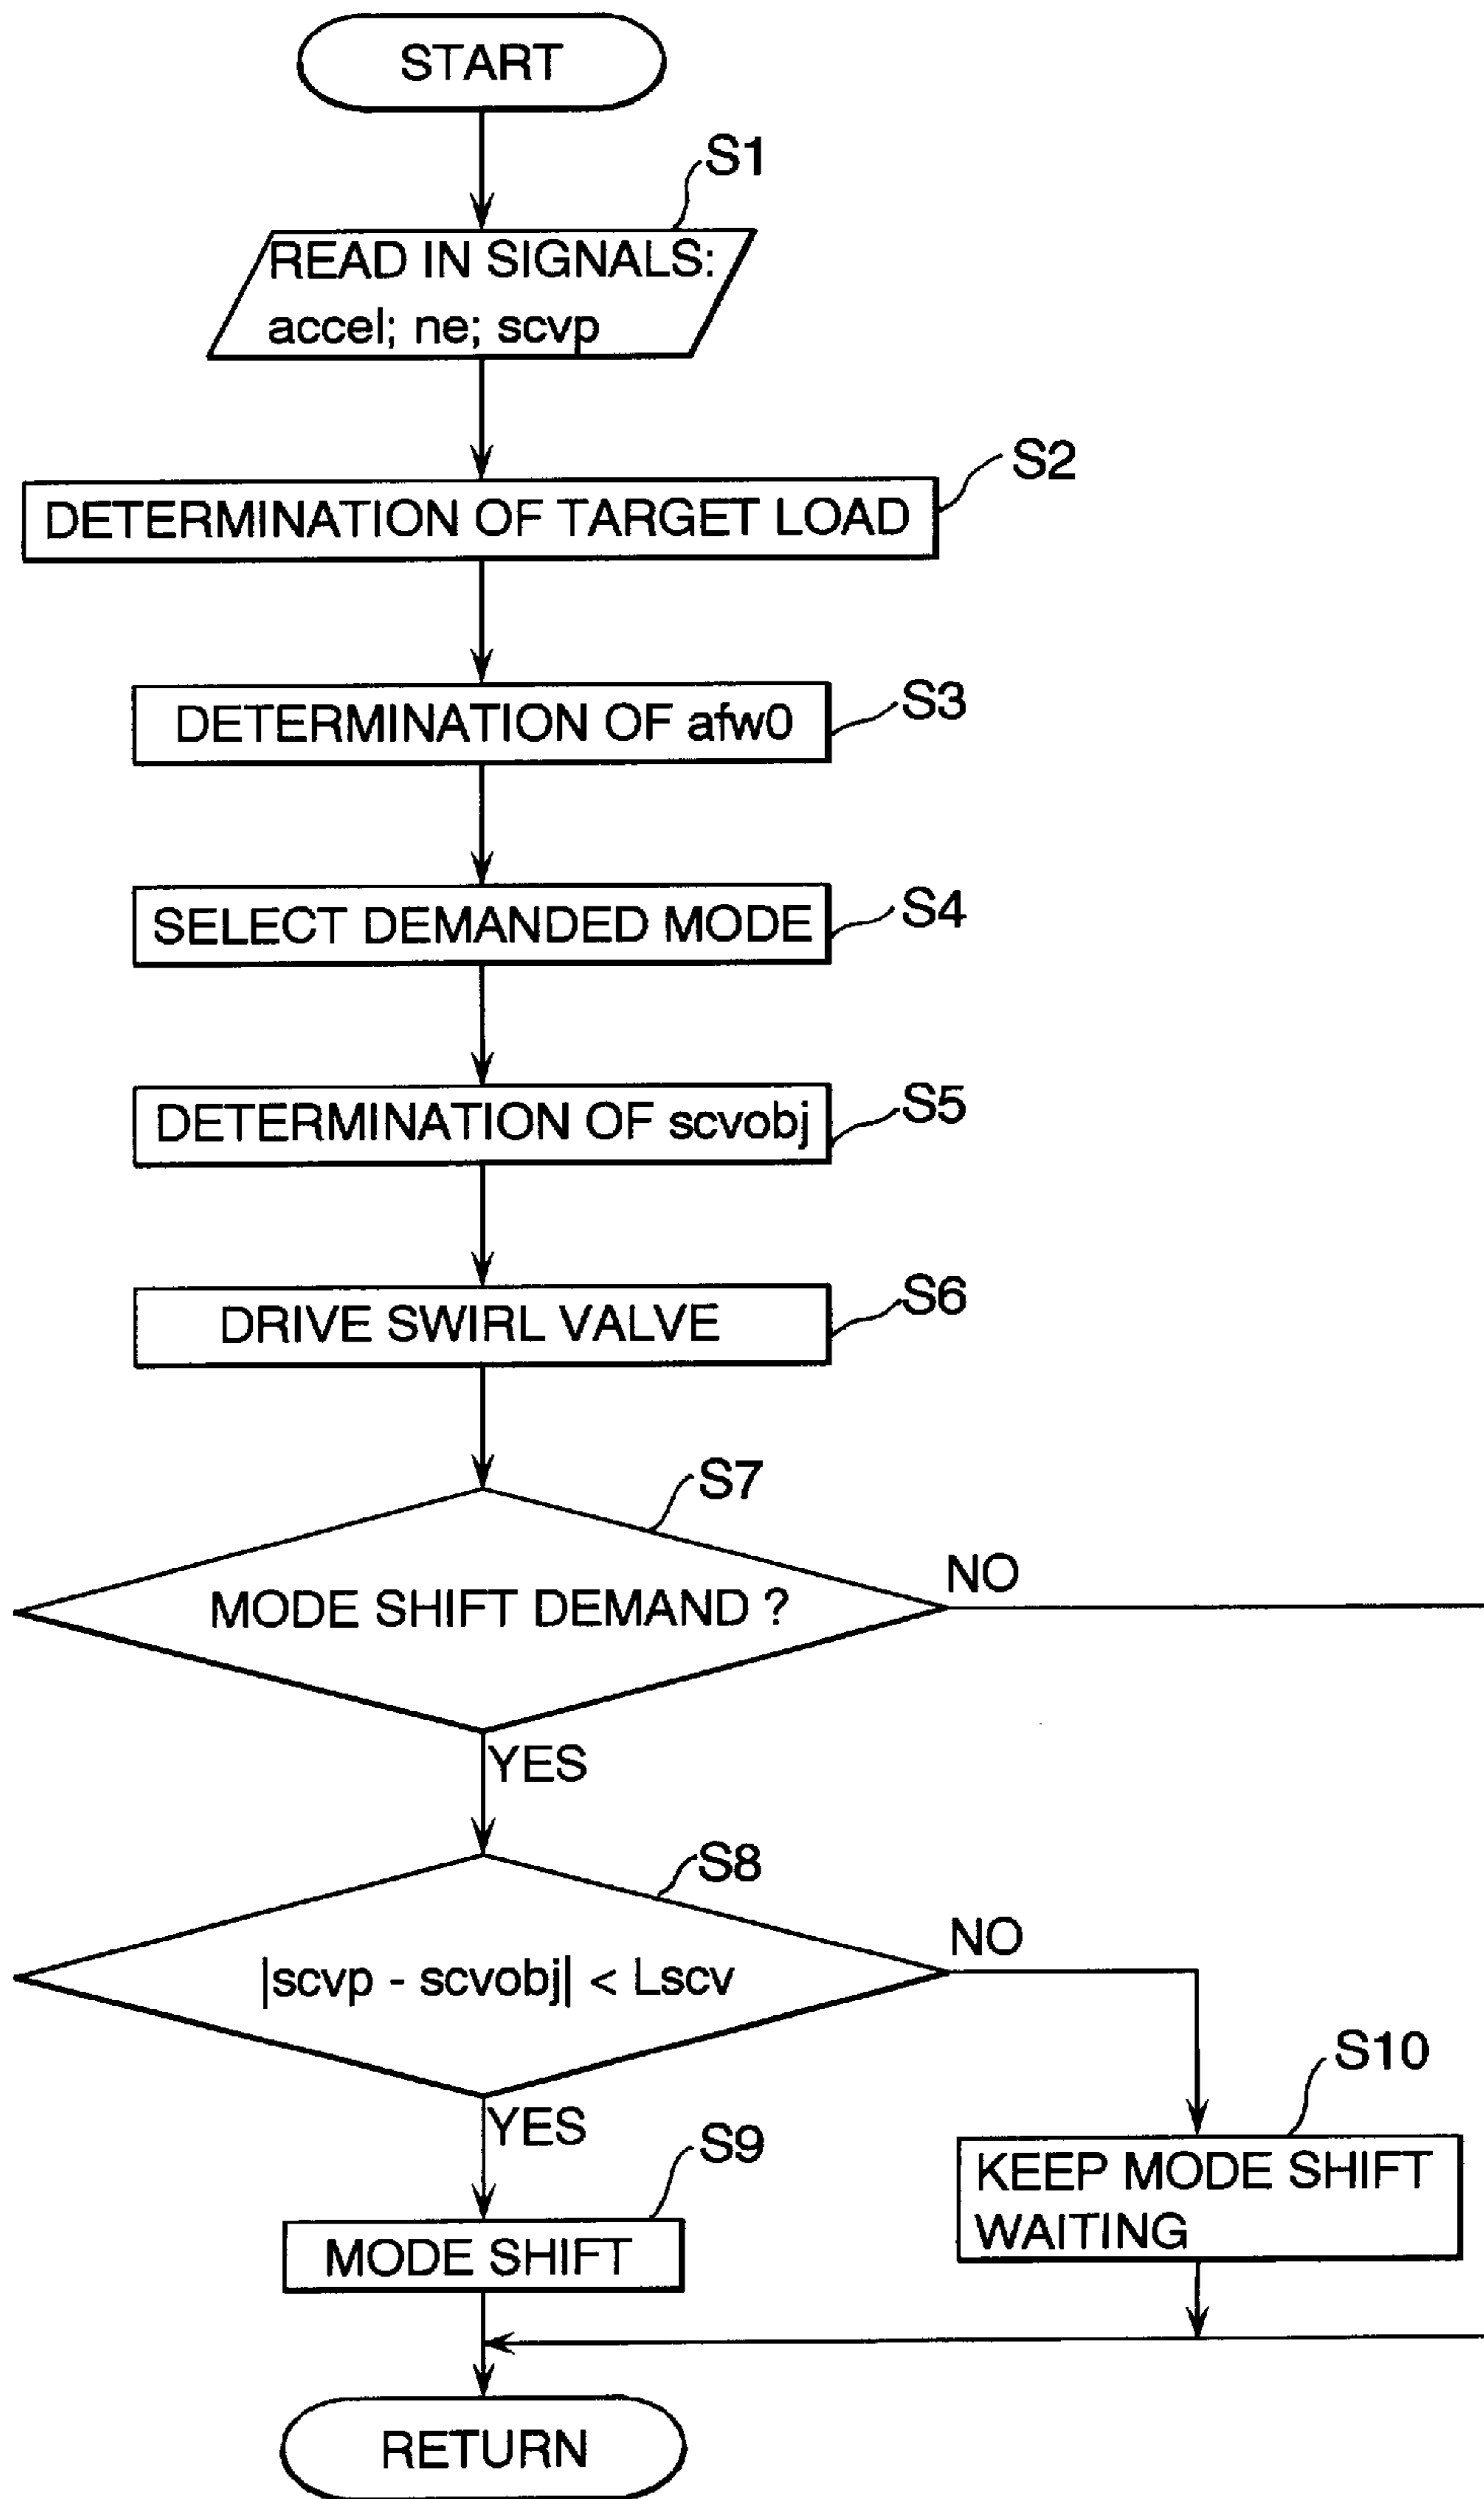 START
S1
READ IN SIGNALS:
accel; ne; scvp
S2
DETERMINATION OF TARGET LOAD
S3
DETERMINATION OF afw0
S4
SELECT DEMANDED MODE
S5
DETERMINATION OF scvobj
S6
DRIVE SWIRL VALVE
S7
NO
MODE SHIFT DEMAND ?
YES
S8
NO
|scvp - scvobj| < Lscv
S10
YES
S9
KEEP MODE SHIFT
WAITING
MODE SHIFT
RETURN